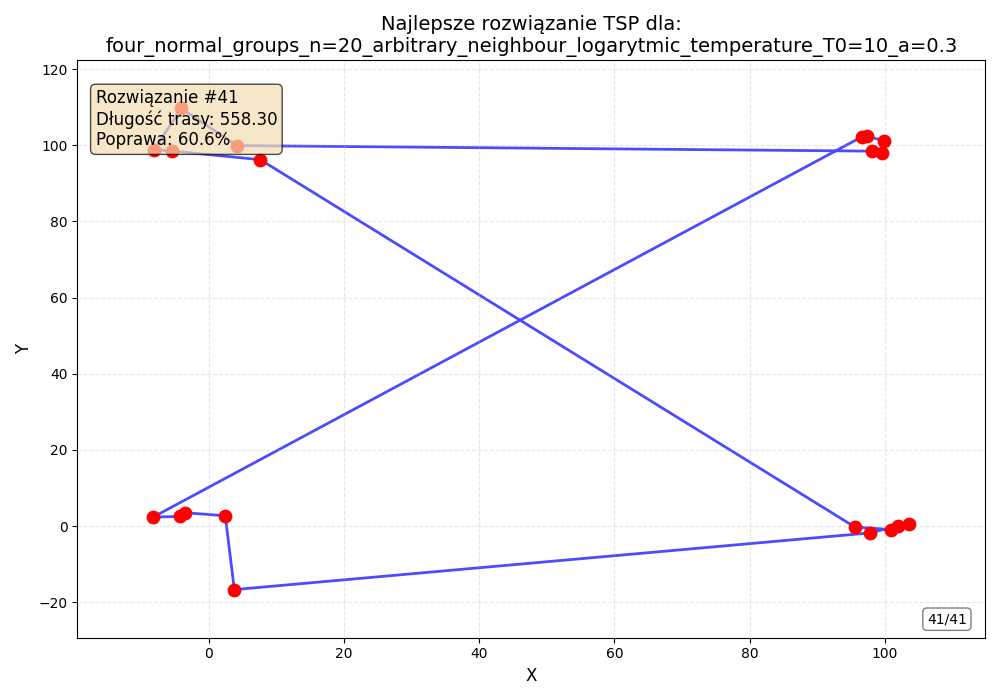 Najlepsze rozwiązanie TSP dla:
four_normal_groups_n=20_arbitrary_neighbour_logarytmic_temperature_T0=10_a=0.3
Rozwiązanie #41
Długość trasy: 558.30
Poprawa: 60.6%
120
100
80
60
40
20
0
−20
Y
0
20
40
60
80
100
X
41/41